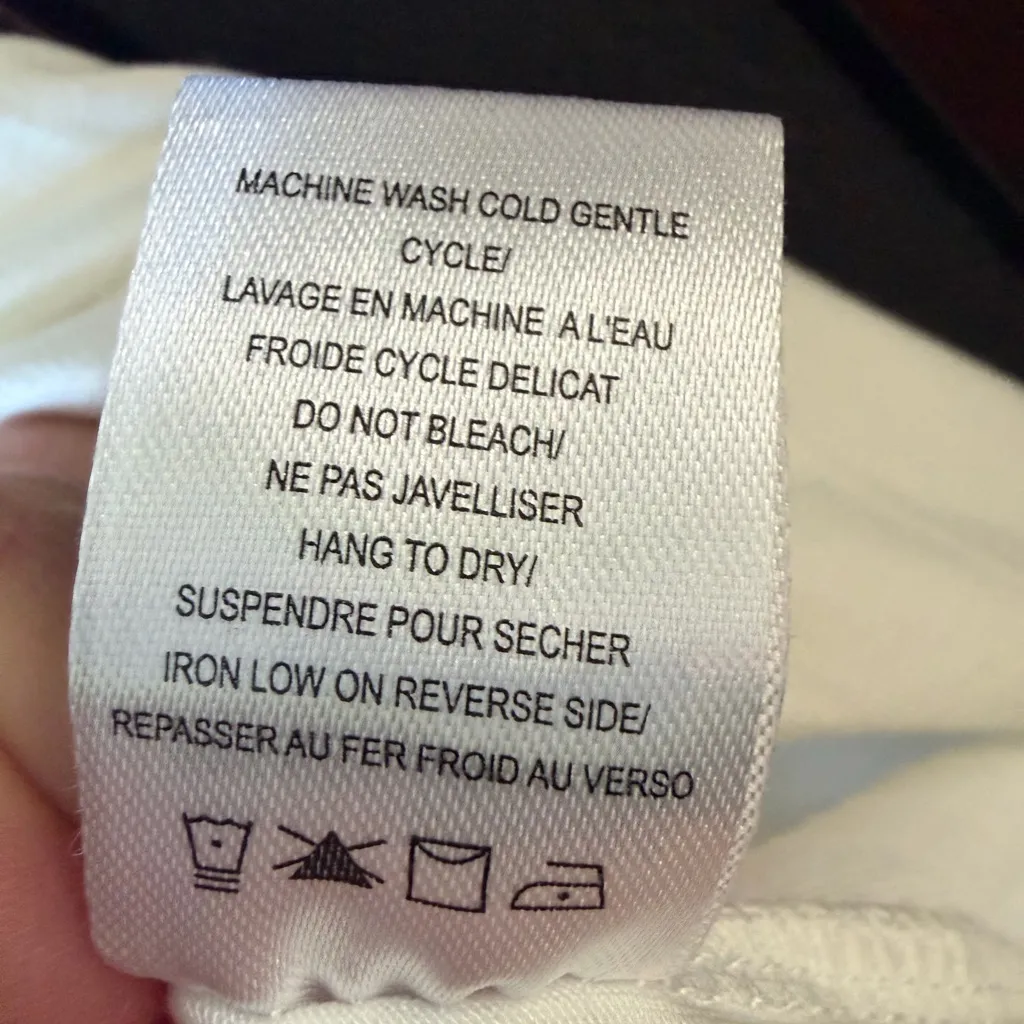 MACHINE WASH COLD GENTLE
CYCLE/
LAVAGE EN MACHINE A L'EAU
FROIDE CYCLE DELICAT
DO NOT BLEACH/
NE PAS JAVELLISER
HANG TO DRY/
SUSPENDRE POUR SECHER
IRON LOW ON REVERSE SIDE/
REPASSER AU FER FROID AU VERSO